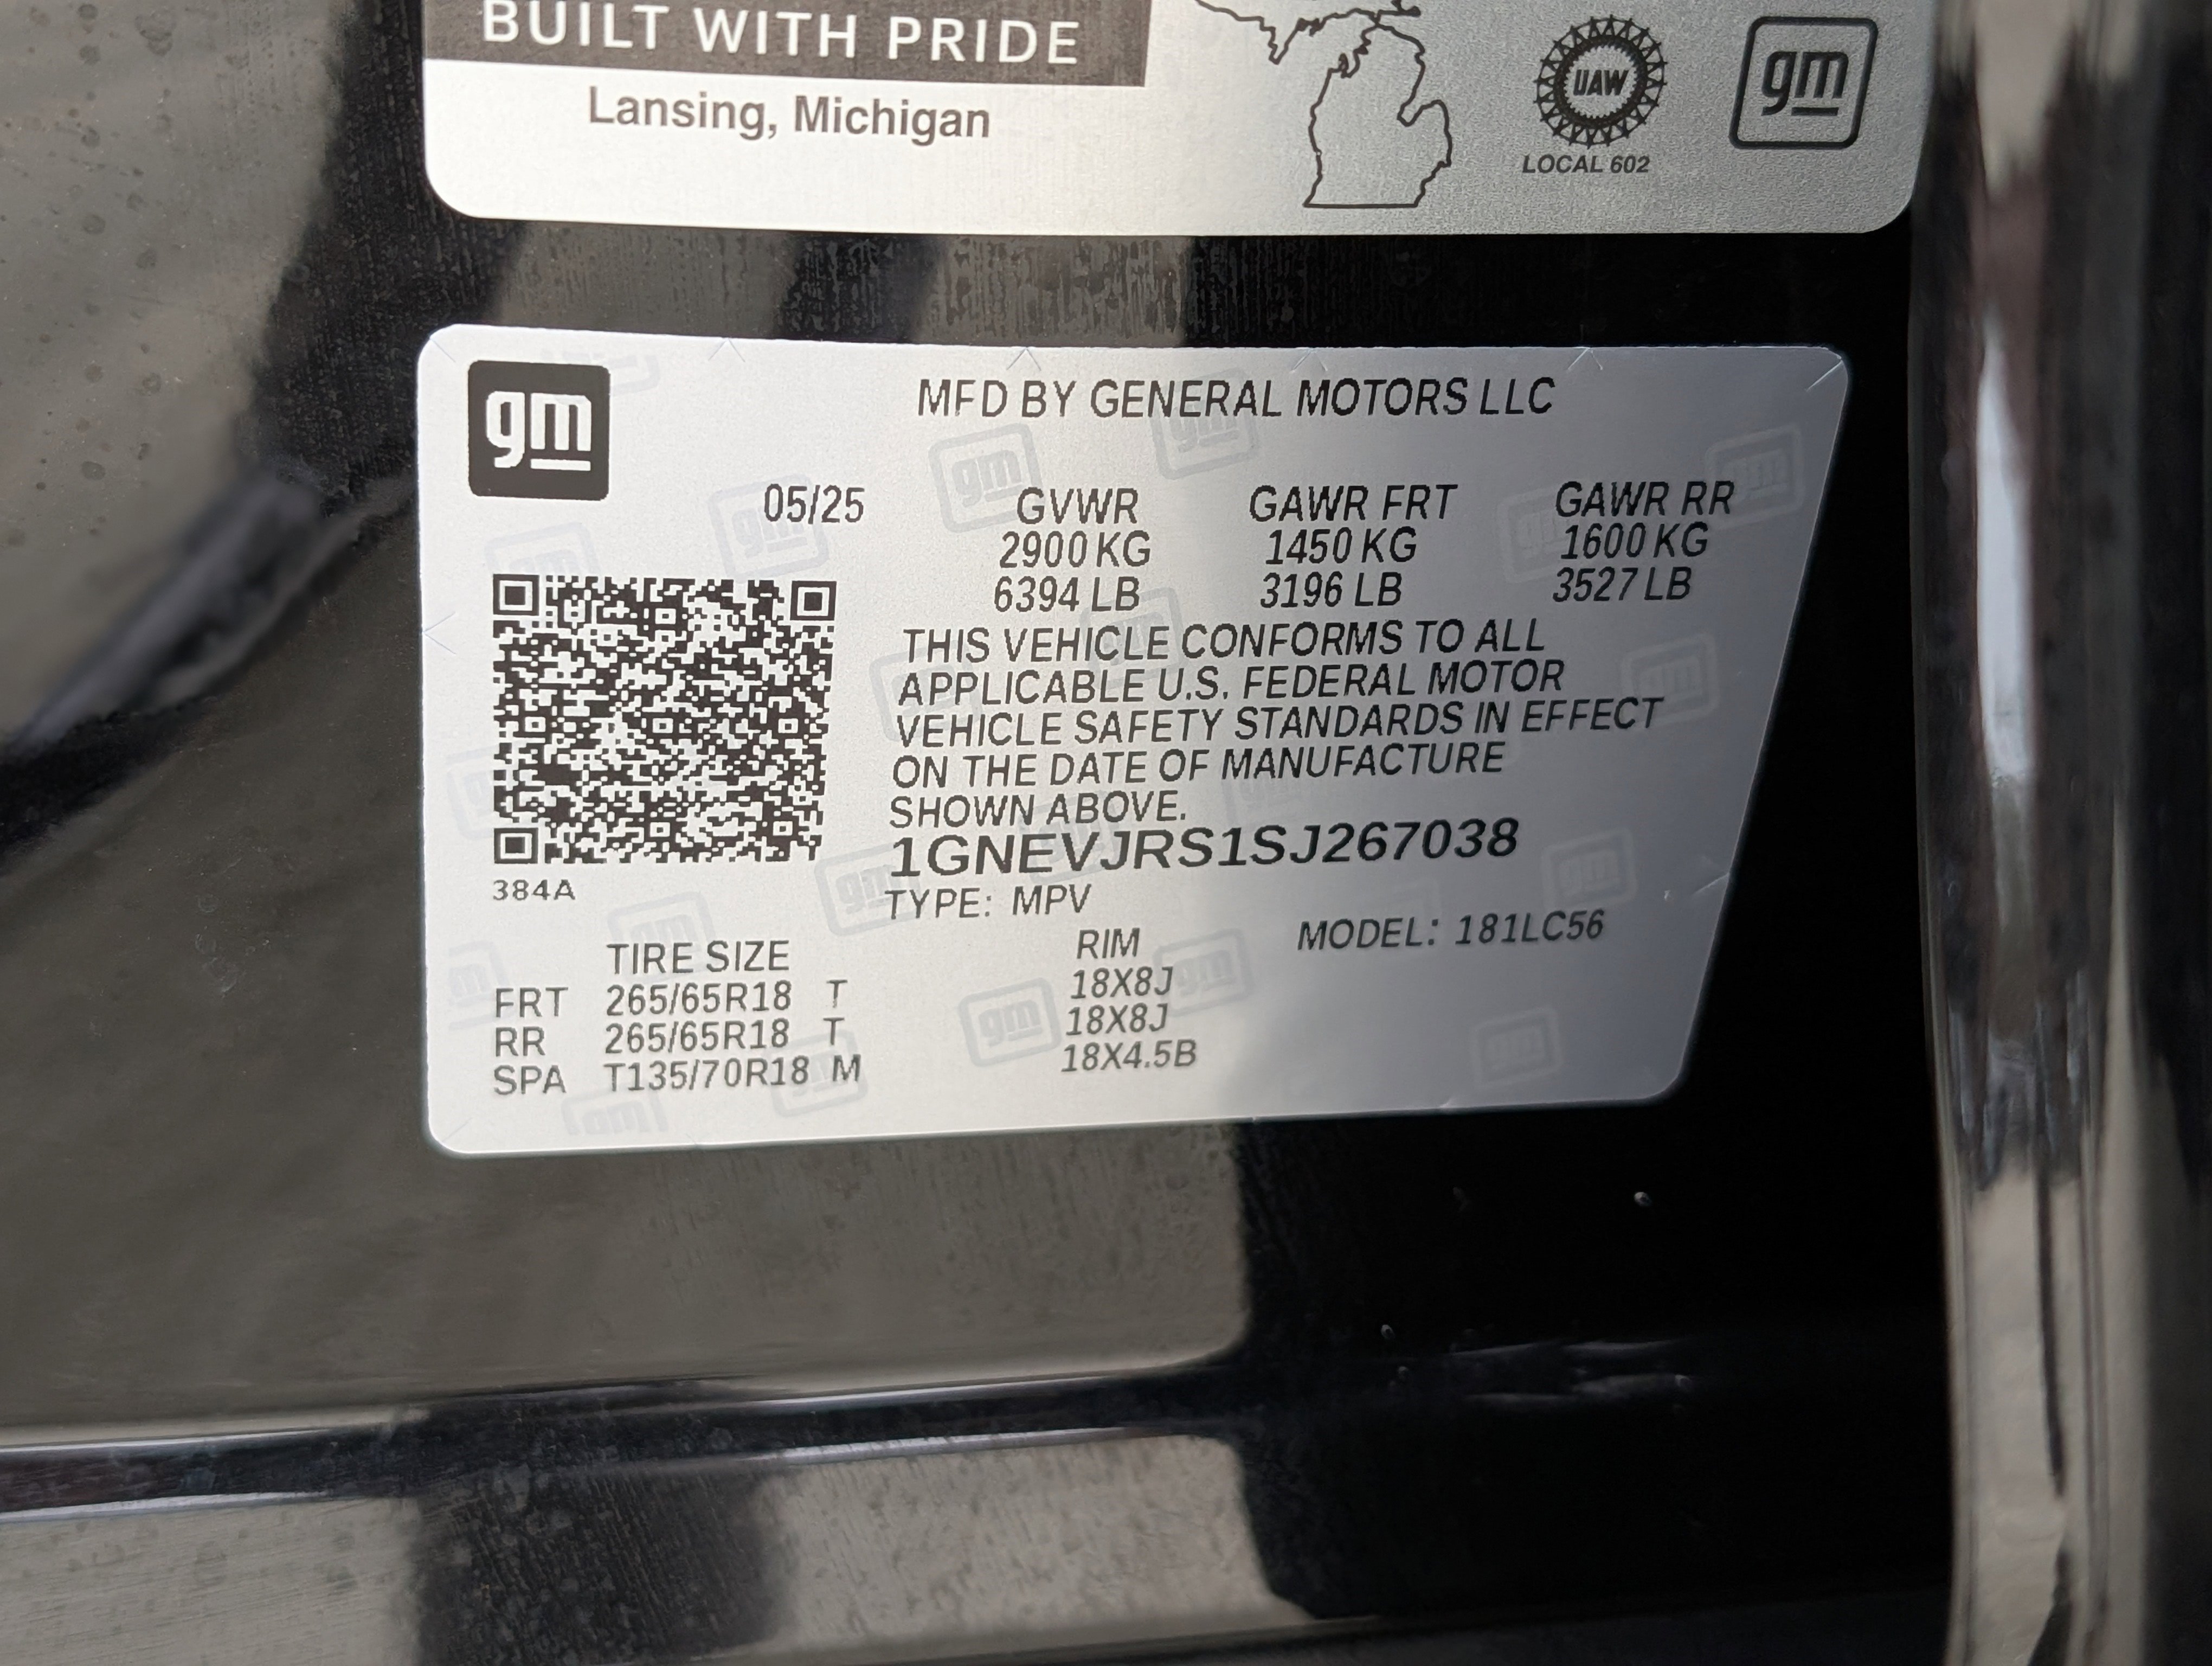 BUILT WITH PRIDE
Lansing, Michigan
UAW
LOCAL 602
gm
gm
MFD BY GENERAL MOTORS LLC
05/25 GVWR GAWR FRT GAWR RR
2900 KG 1450 KG 1600 KG
6394 LB 3196 LB 3527 LB
THIS VEHICLE CONFORMS TO ALL
APPLICABLE U.S. FEDERAL MOTOR
VEHICLE SAFETY STANDARDS IN EFFECT
ON THE DATE OF MANUFACTURE
SHOWN ABOVE.
1GNEVJRS1SJ267038
384A
TYPE: MPV
MODEL: 181LC56
TIRE SIZE RIM
FRT 265/65R18 T 18X8J
RR 265/65R18 T 18X8J
SPA T135/70R18 M 18X4.5B